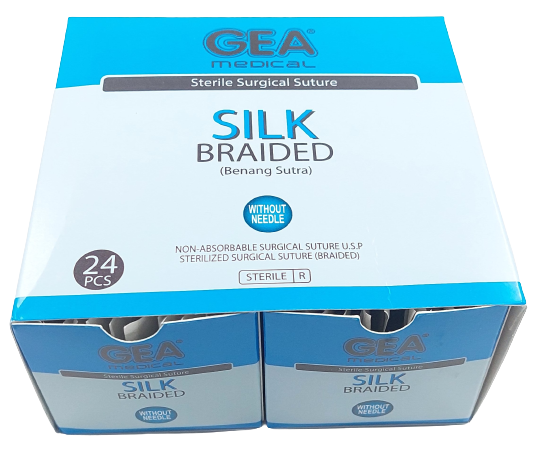 GEA®
medical
Sterile Surgical Suture
SILK
BRAIDED
(Benang Sutra)
WITHOUT
NEEDLE
NON-ABSORBABLE SURGICAL SUTURE U.S.P
STERILIZED SURGICAL SUTURE (BRAIDED)
24
PCS
STERILE R
GEA
medical
Sterile Surgical Suture
SILK
BRAIDED
WITHOUT
NEEDLE
GEA
medical
Sterile Surgical Suture
SILK
BRAIDED
WITHOUT
NEEDLE